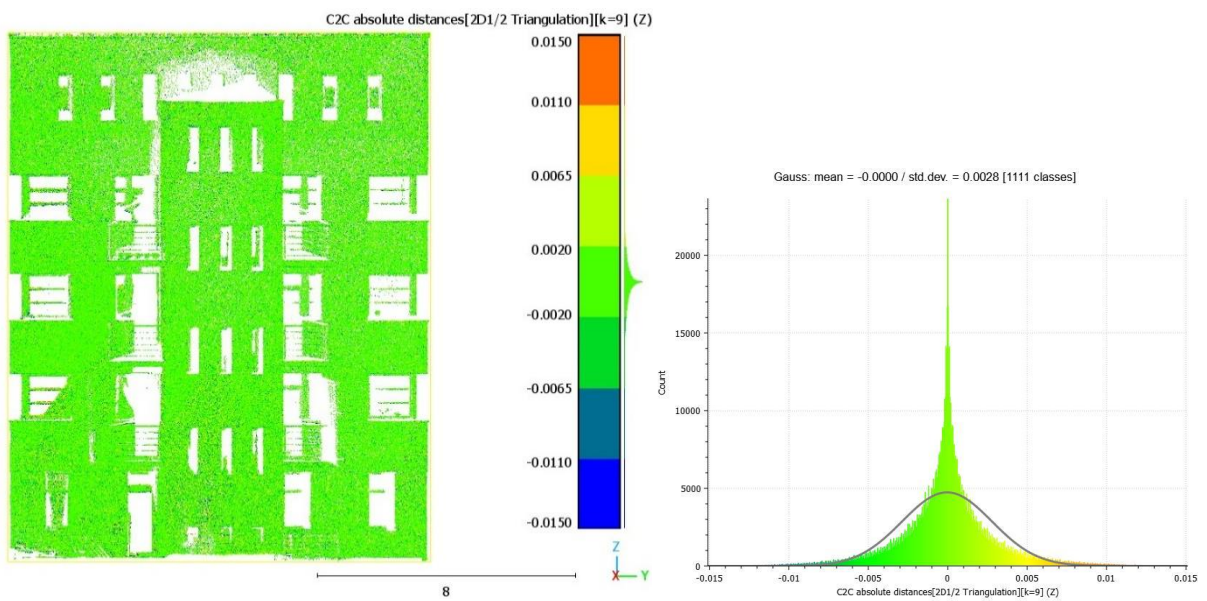 C2C absolute distances[2D1/2 Triangulation][k=9] (Z)
0.0150
0.0110
0.0065
0.0020
-0.0020
-0.0065
-0.0110
-0.0150
Z
X Y
8
Gauss: mean = -0.0000 / std.dev. = 0.0028 [1111 classes]
20000
15000
10000
5000
0
Count
-0.015 -0.01 -0.005 0 0.005 0.01 0.015
C2C absolute distances[2D1/2 Triangulation][k=9] (Z)